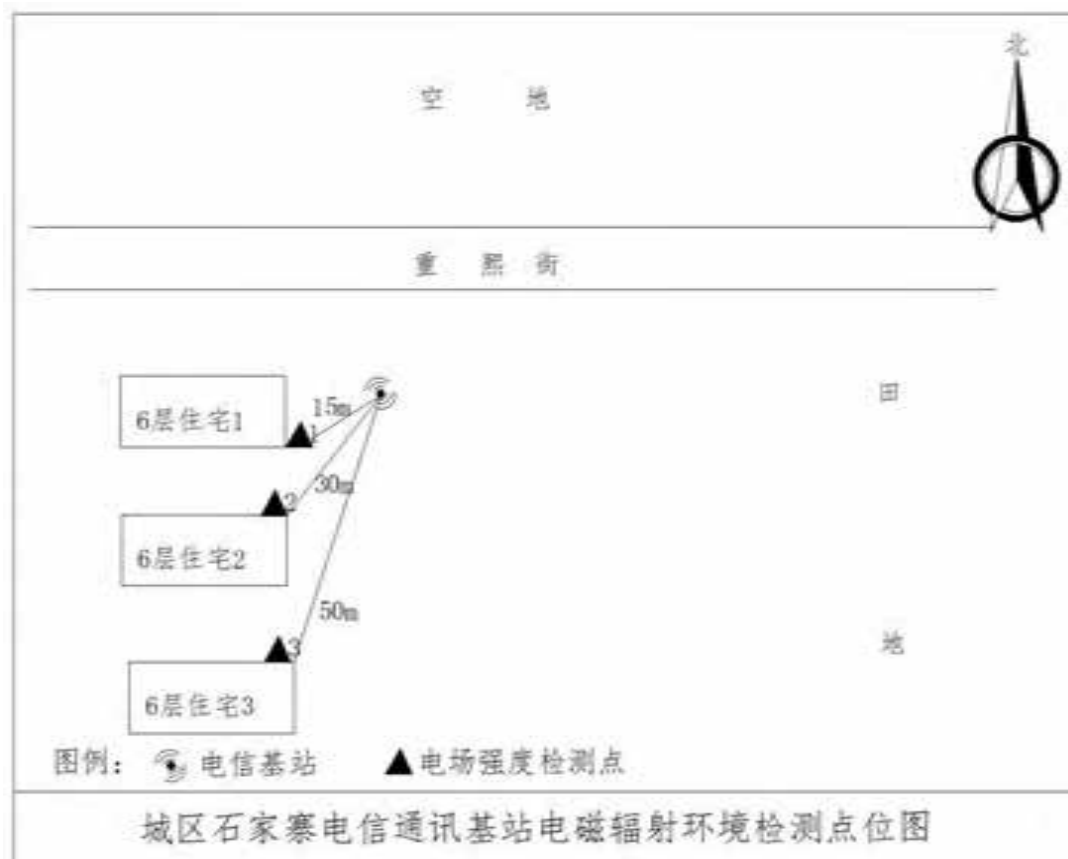 北
空 地
重 熙 街
田
6层住宅1
15m
1
30m
2
6层住宅2
50m
3
地
6层住宅3
图例： 电信基站 电场强度检测点
城区石家寨电信通讯基站电磁辐射环境检测点位图